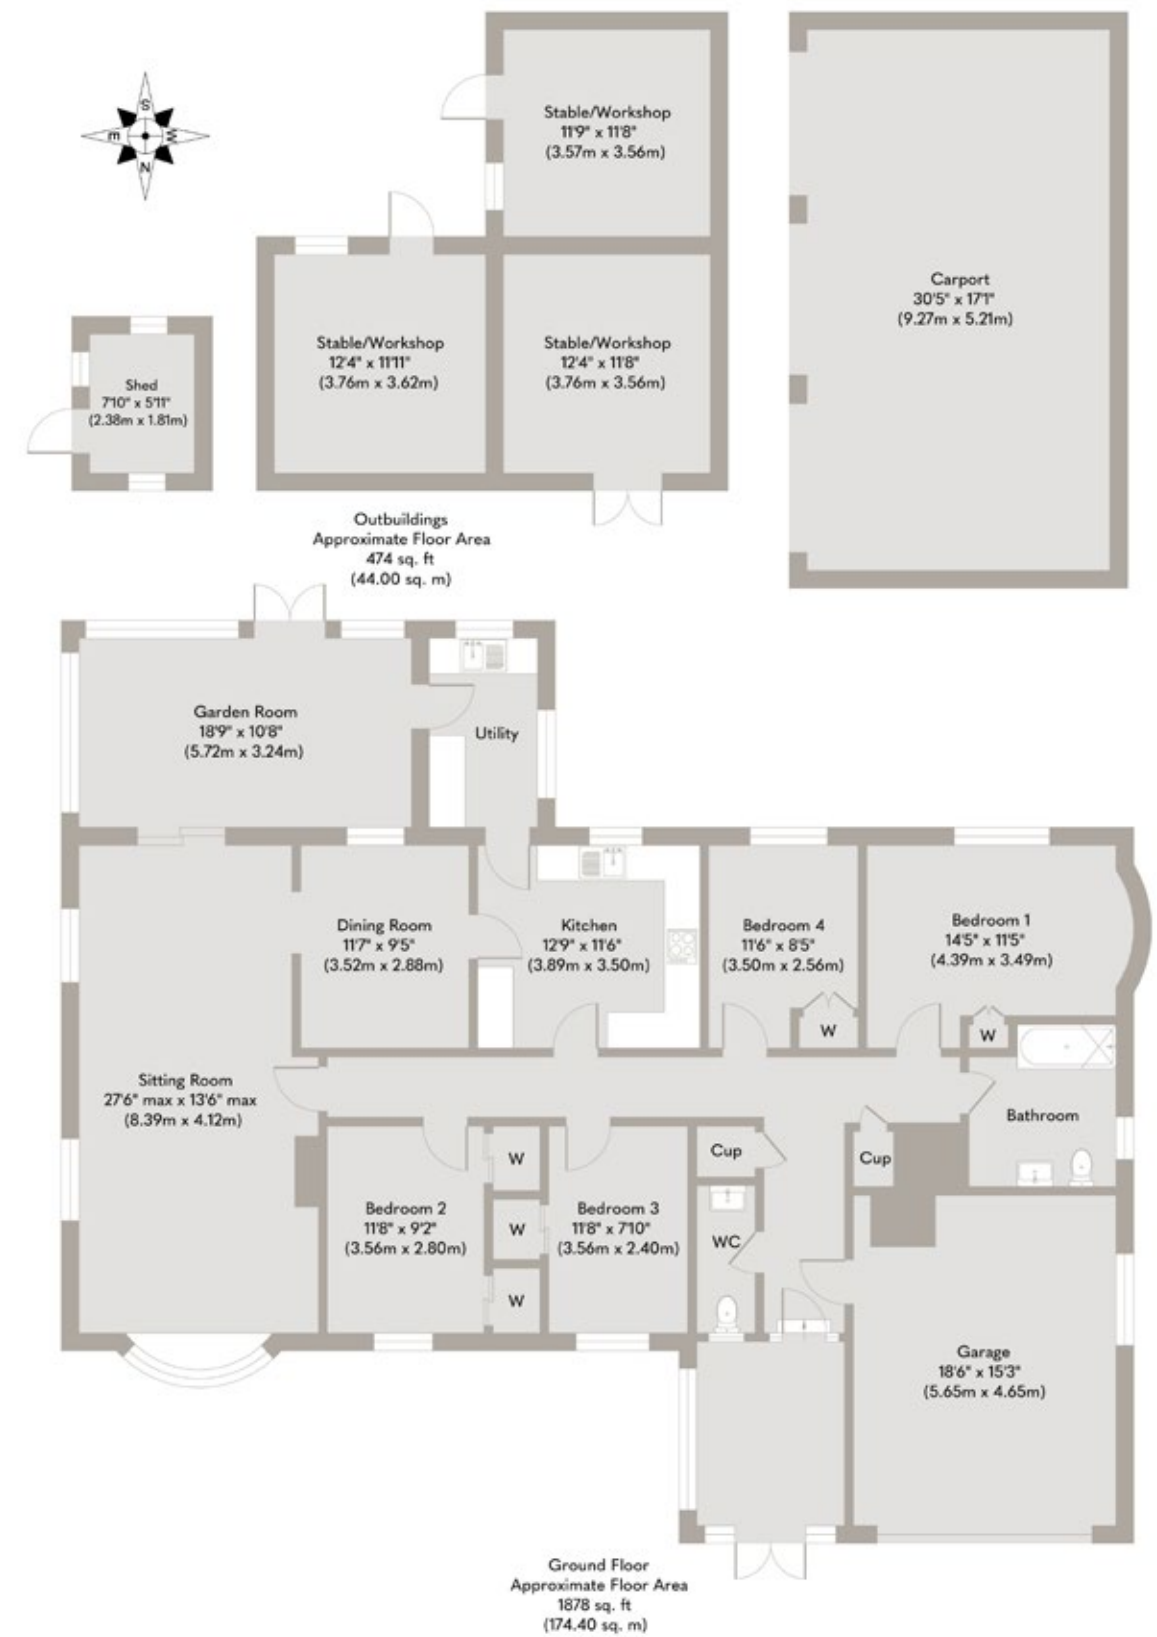 S
E
W
N
Stable/Workshop
11'9" x 11'8"
(3.57m x 3.56m)
Carport
30'5" x 17'1"
(9.27m x 5.21m)
Stable/Workshop
12'4" x 11'11"
(3.76m x 3.62m)
Stable/Workshop
12'4" x 11'8"
(3.76m x 3.56m)
Shed
7'10" x 5'11"
(2.38m x 1.81m)
Outbuildings
Approximate Floor Area
474 sq. ft
(44.00 sq. m)
Garden Room
18'9" x 10'8"
(5.72m x 3.24m)
Utility
Dining Room
11'7" x 9'5"
(3.52m x 2.88m)
Kitchen
12'9" x 11'6"
(3.89m x 3.50m)
Bedroom 4
11'6" x 8'5"
(3.50m x 2.56m)
W
Bedroom 1
14'5" x 11'5"
(4.39m x 3.49m)
W
Sitting Room
27'6" max x 13'6" max
(8.39m x 4.12m)
Bathroom
Bedroom 2
11'8" x 9'2"
(3.56m x 2.80m)
W
W
W
Bedroom 3
11'8" x 7'10"
(3.56m x 2.40m)
Cup
Cup
WC
Garage
18'6" x 15'3"
(5.65m x 4.65m)
Ground Floor
Approximate Floor Area
1878 sq. ft
(174.40 sq. m)